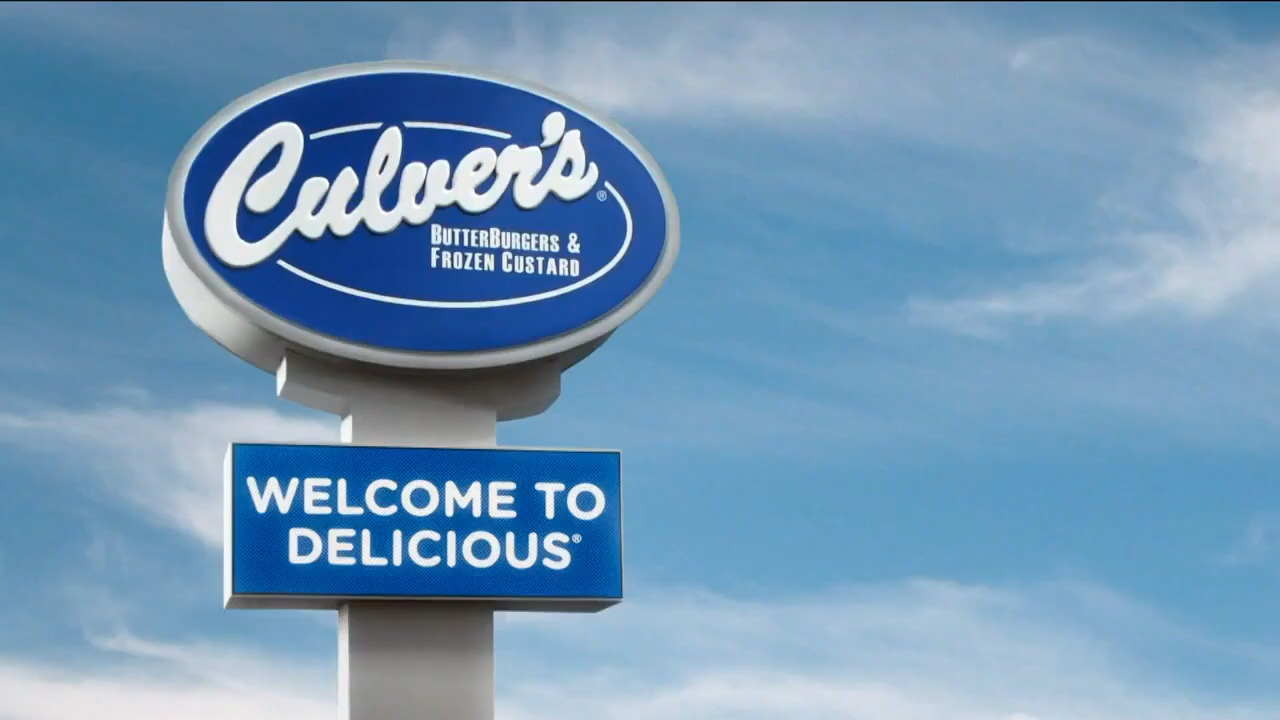 Culver's®
BUTTERBURGERS &
FROZEN CUSTARD
WELCOME TO
DELICIOUS®